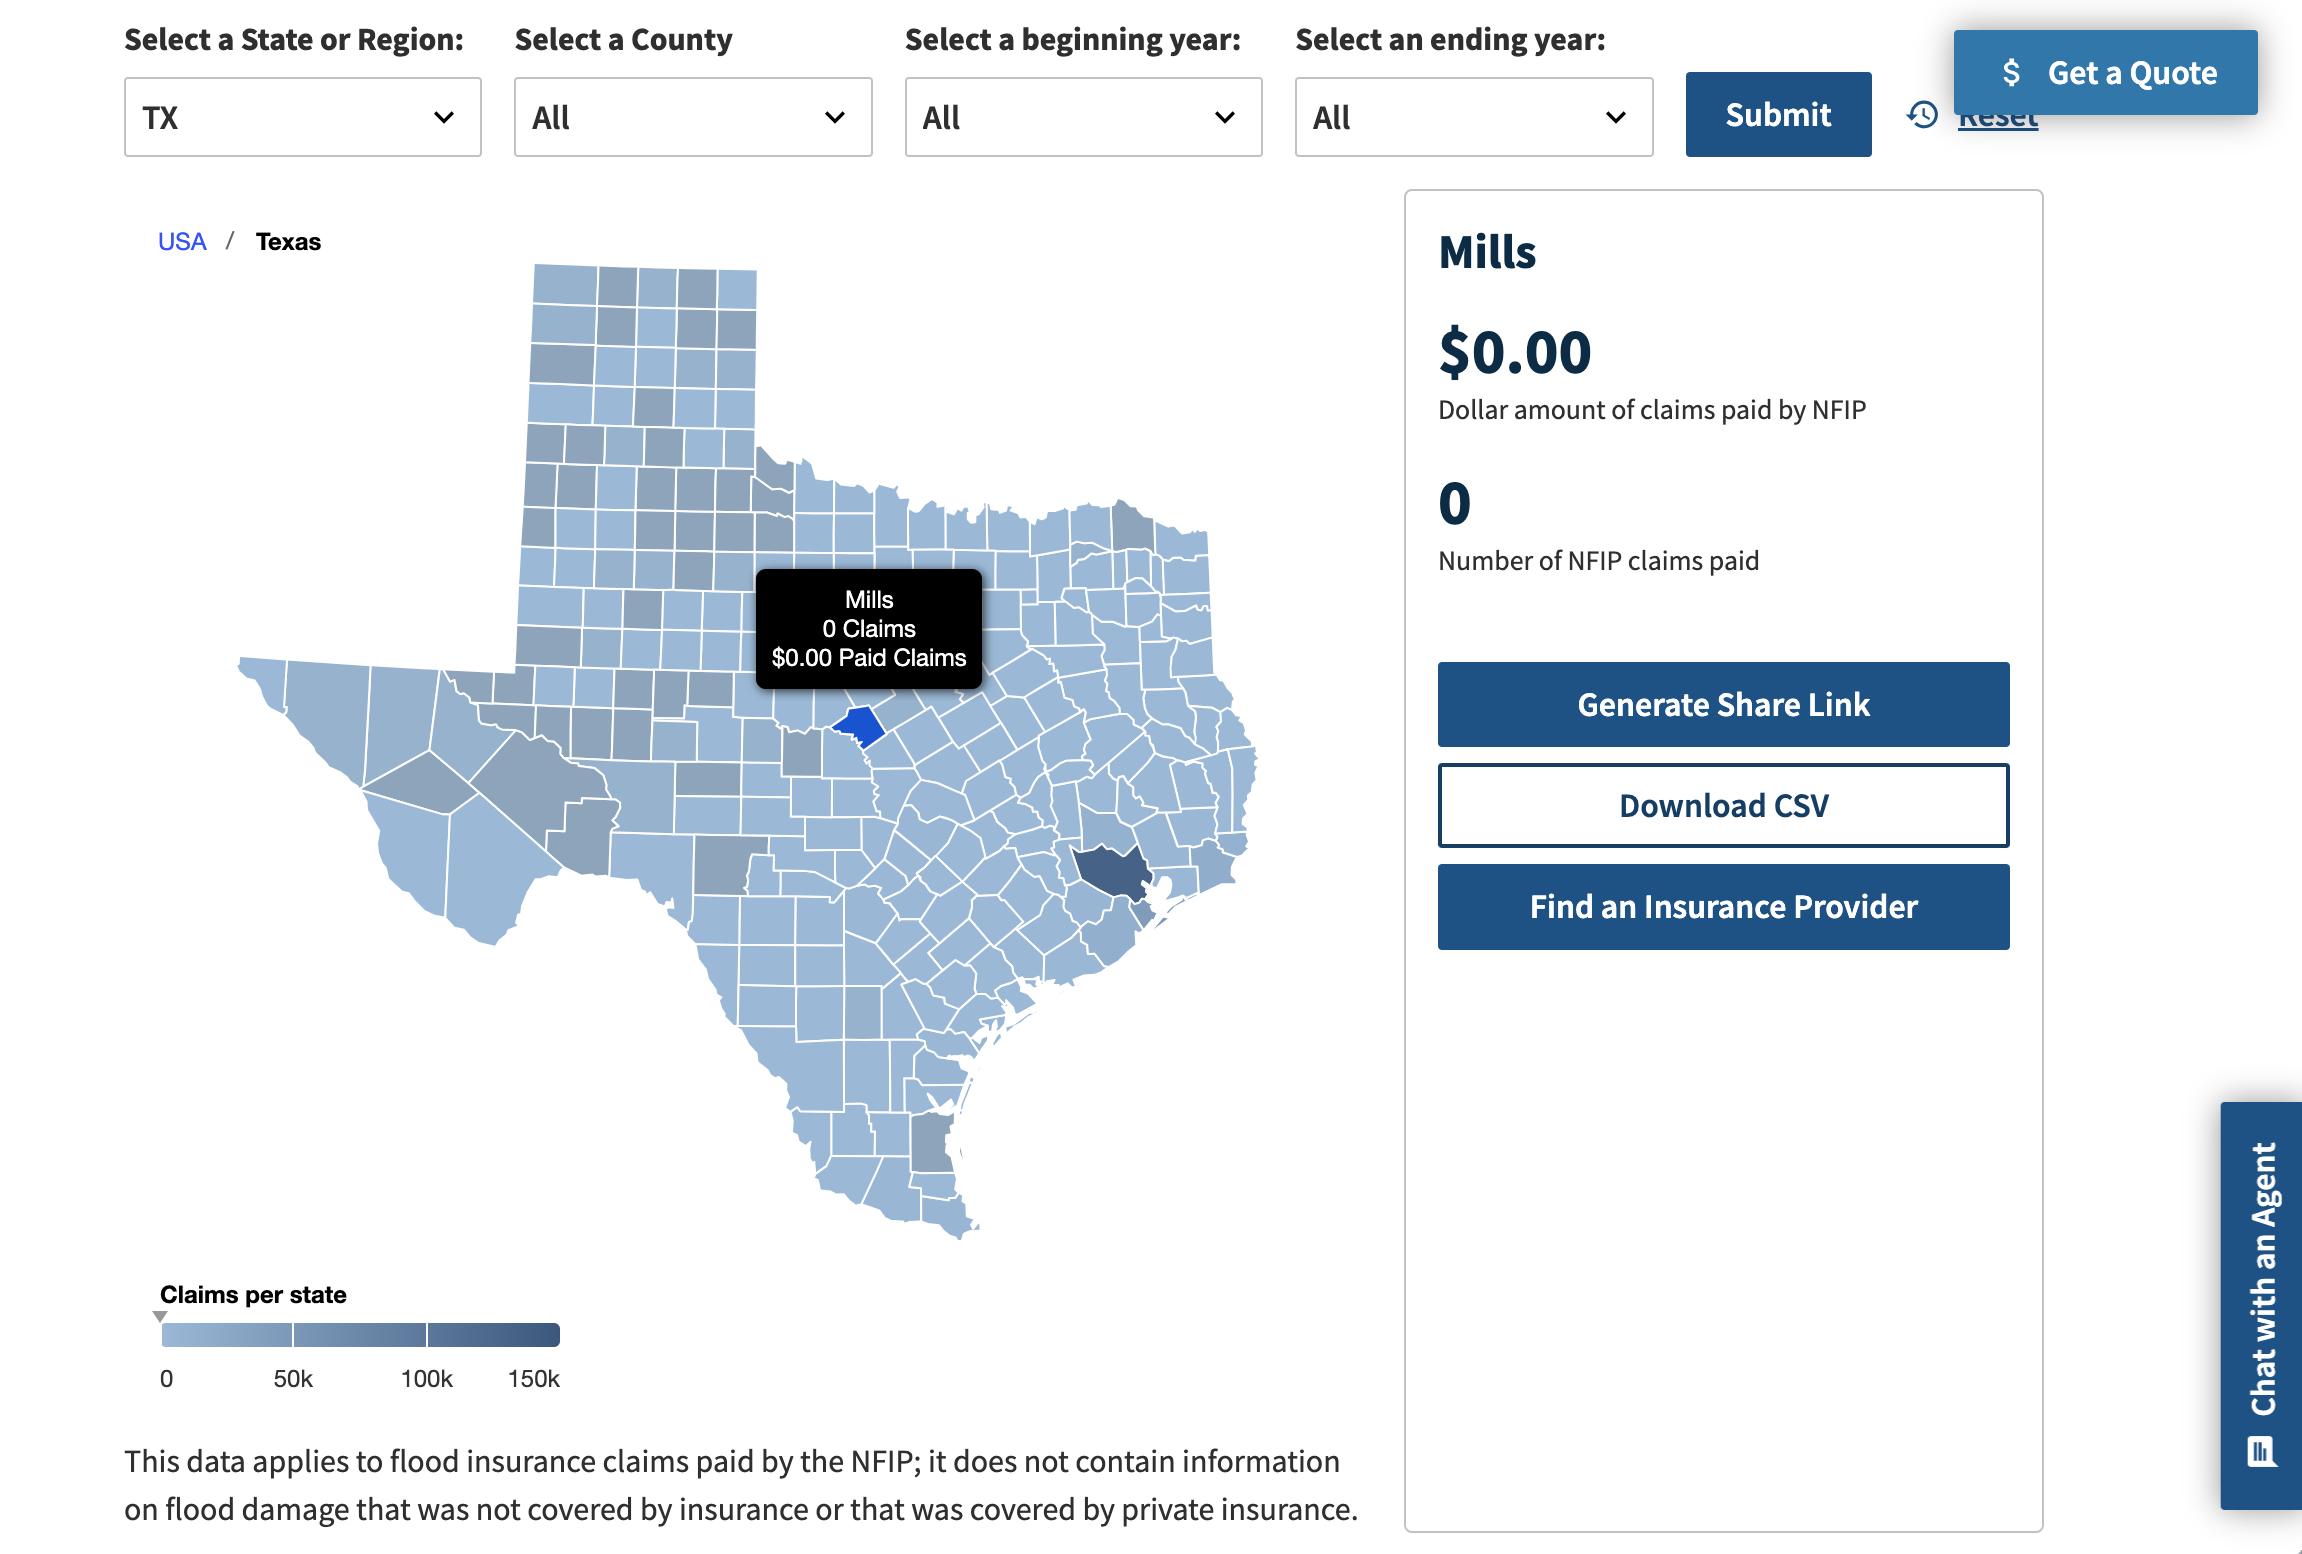 Select a State or Region:
Select a County
Select a beginning year:
Select an ending year:
TX
All
All
All
Submit
Reset
$ Get a Quote
USA / Texas
Mills
0 Claims
$0.00 Paid Claims
Mills
$0.00
Dollar amount of claims paid by NFIP
0
Number of NFIP claims paid
Generate Share Link
Download CSV
Find an Insurance Provider
Claims per state
0 50k 100k 150k
This data applies to flood insurance claims paid by the NFIP; it does not contain information
on flood damage that was not covered by insurance or that was covered by private insurance.
Chat with an Agent